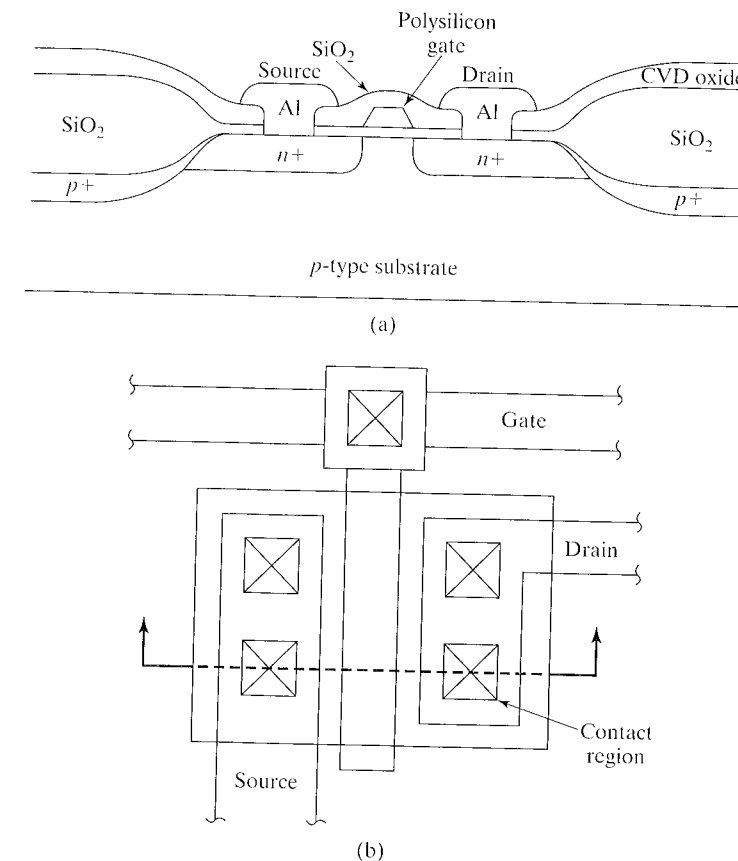 Polysilicon
gate
SiO₂
Source
Drain
CVD oxide
Al
Al
SiO₂
SiO₂
n+
n+
p+
p+
p-type substrate
(a)
Gate
Drain
Contact
region
Source
(b)